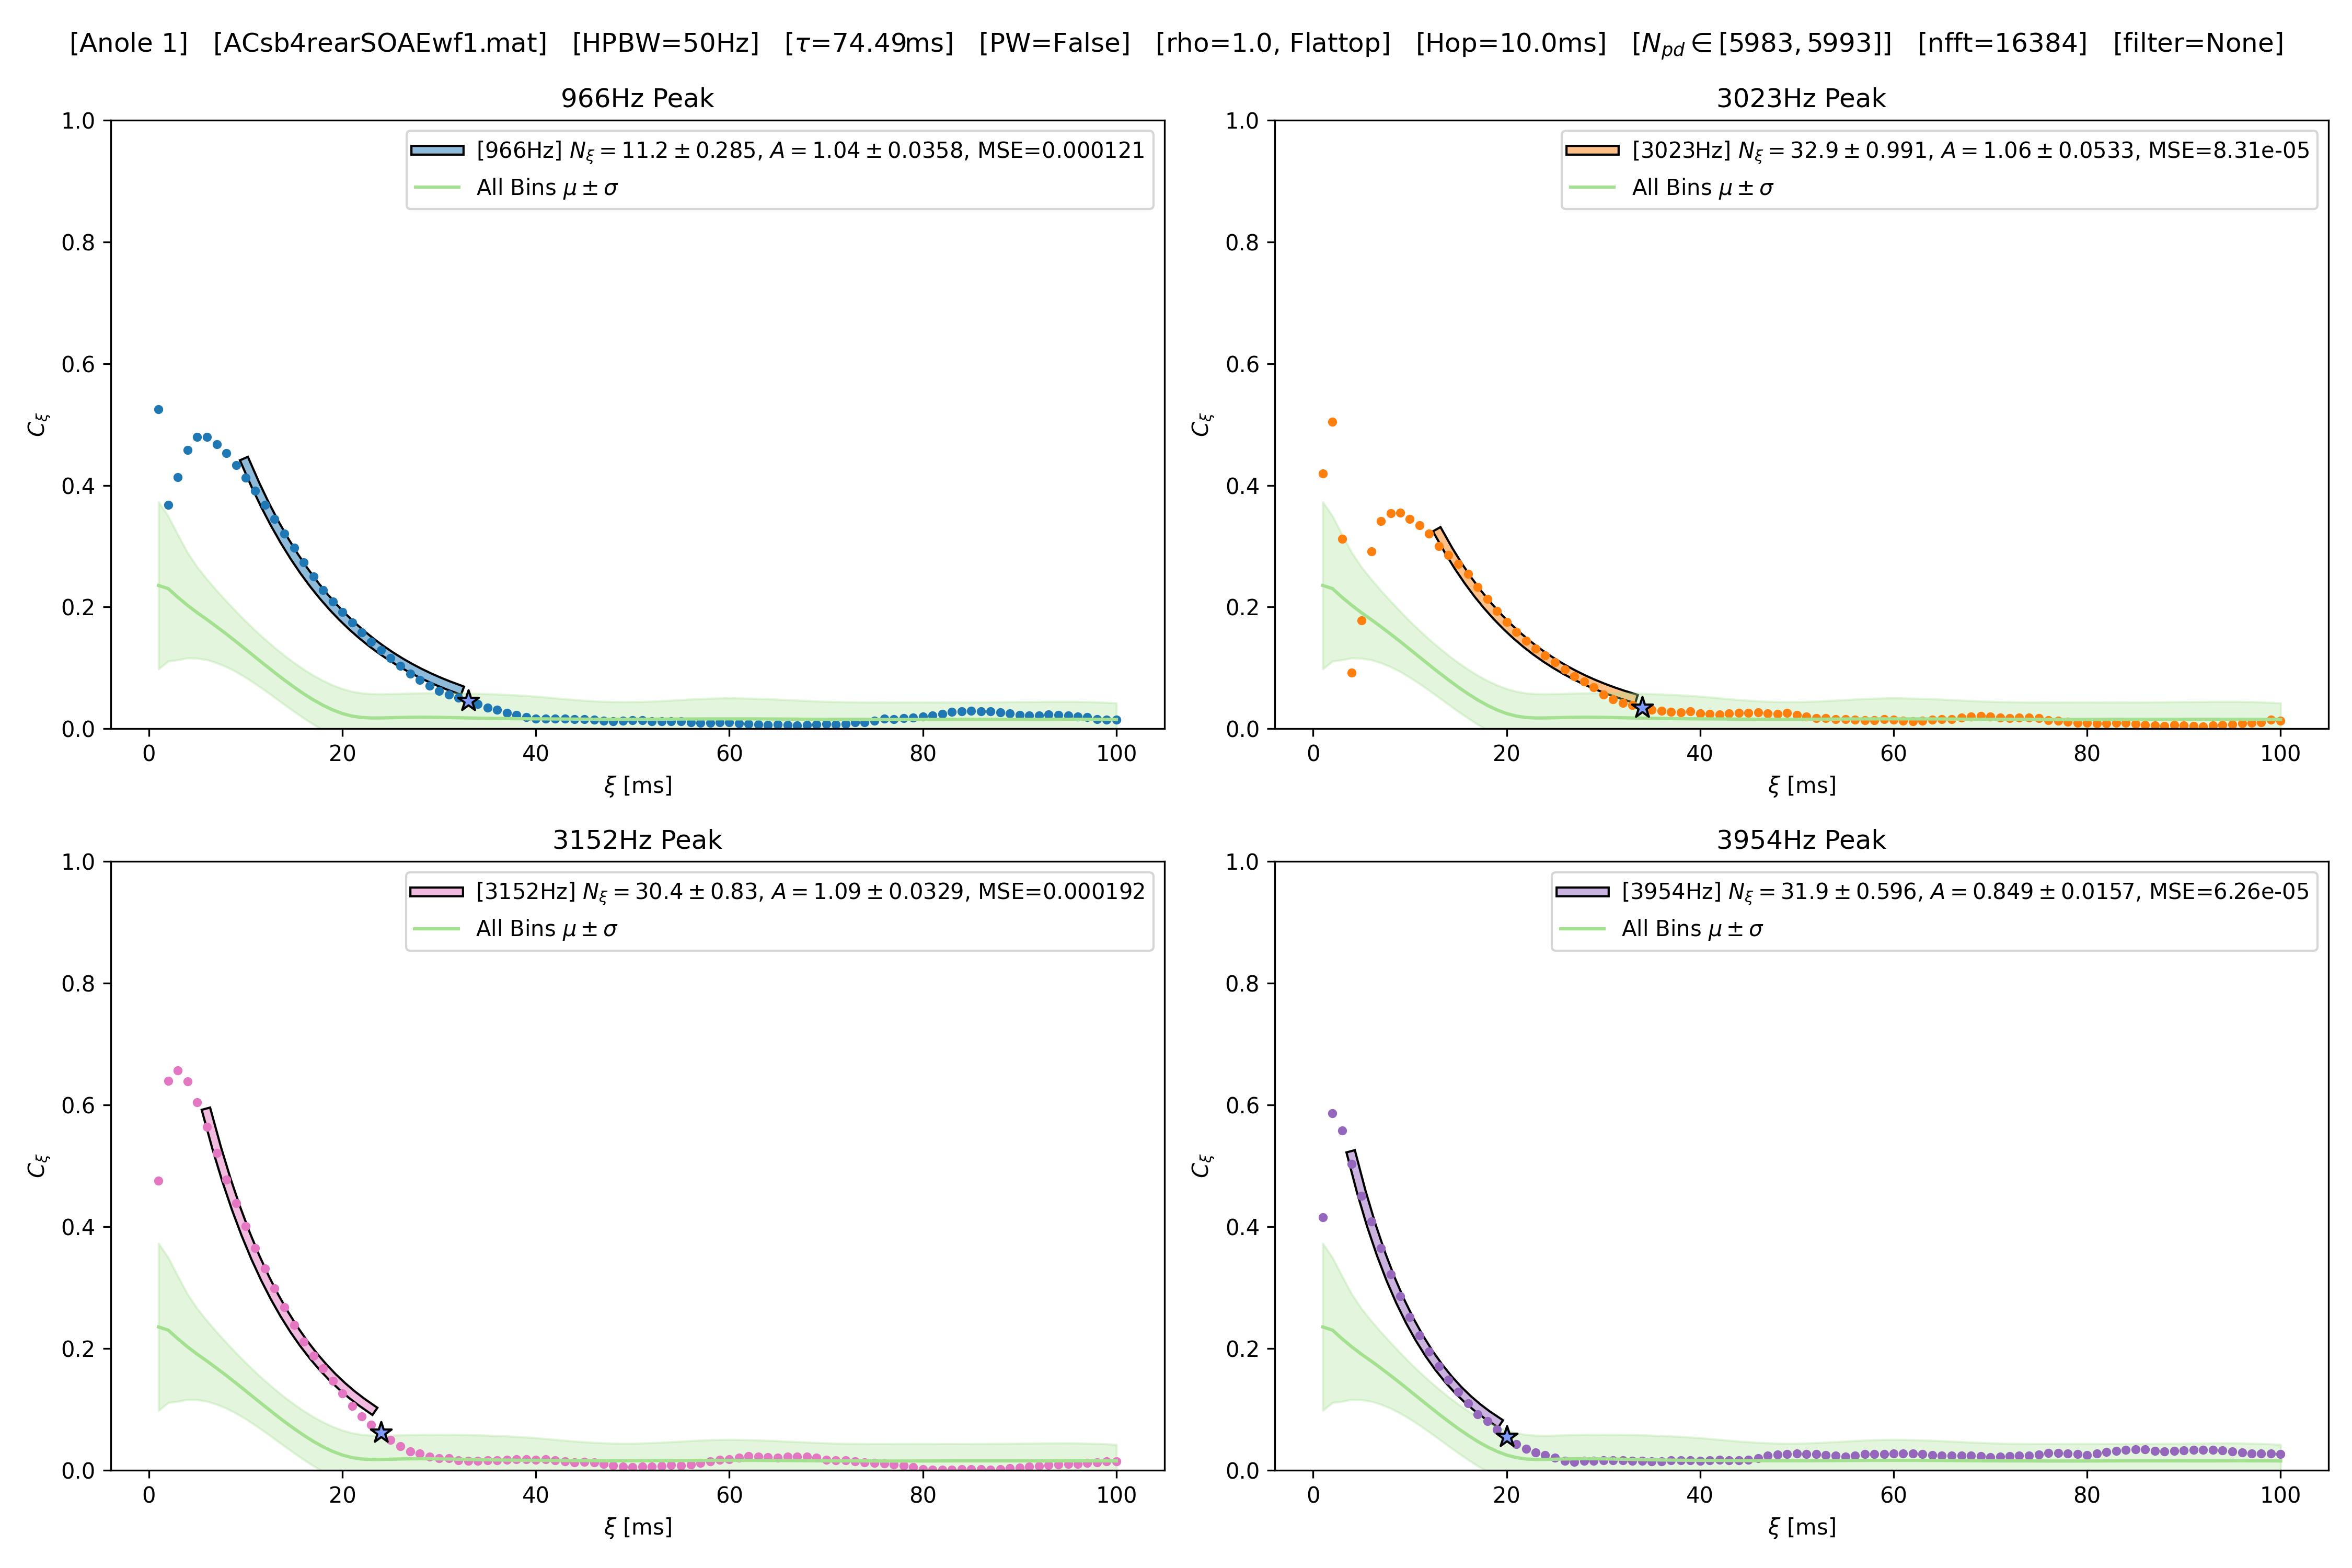 [Anole 1] [ACsb4rearSOAEwf1.mat] [HPBW=50Hz] [τ=74.49ms] [PW=False] [rho=1.0, Flattop] [Hop=10.0ms] [N_{pd} ∈ [5983, 5993]] [nfft=16384] [filter=None]
966Hz Peak
[966Hz] N_ξ = 11.2 ± 0.285, A = 1.04 ± 0.0358, MSE=0.000121
All Bins μ ± σ
C_ξ
1.0
0.8
0.6
0.4
0.2
0.0
0 20 40 60 80 100
ξ [ms]
3023Hz Peak
[3023Hz] N_ξ = 32.9 ± 0.991, A = 1.06 ± 0.0533, MSE=8.31e-05
All Bins μ ± σ
C_ξ
1.0
0.8
0.6
0.4
0.2
0.0
0 20 40 60 80 100
ξ [ms]
3152Hz Peak
[3152Hz] N_ξ = 30.4 ± 0.83, A = 1.09 ± 0.0329, MSE=0.000192
All Bins μ ± σ
C_ξ
1.0
0.8
0.6
0.4
0.2
0.0
0 20 40 60 80 100
ξ [ms]
3954Hz Peak
[3954Hz] N_ξ = 31.9 ± 0.596, A = 0.849 ± 0.0157, MSE=6.26e-05
All Bins μ ± σ
C_ξ
1.0
0.8
0.6
0.4
0.2
0.0
0 20 40 60 80 100
ξ [ms]